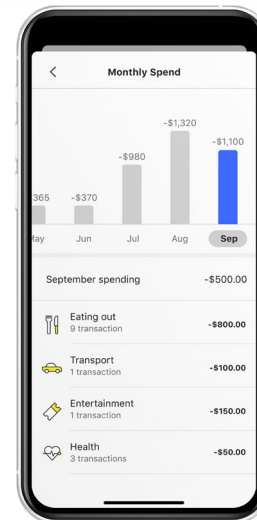 Monthly Spend
-$1,320
-$1,100
-$980
365
-$370
May
Jun
Jul
Aug
Sep
September spending
-$500.00
Eating out
9 transaction
-$800.00
Transport
1 transaction
-$100.00
Entertainment
1 transaction
-$150.00
Health
3 transactions
-$50.00